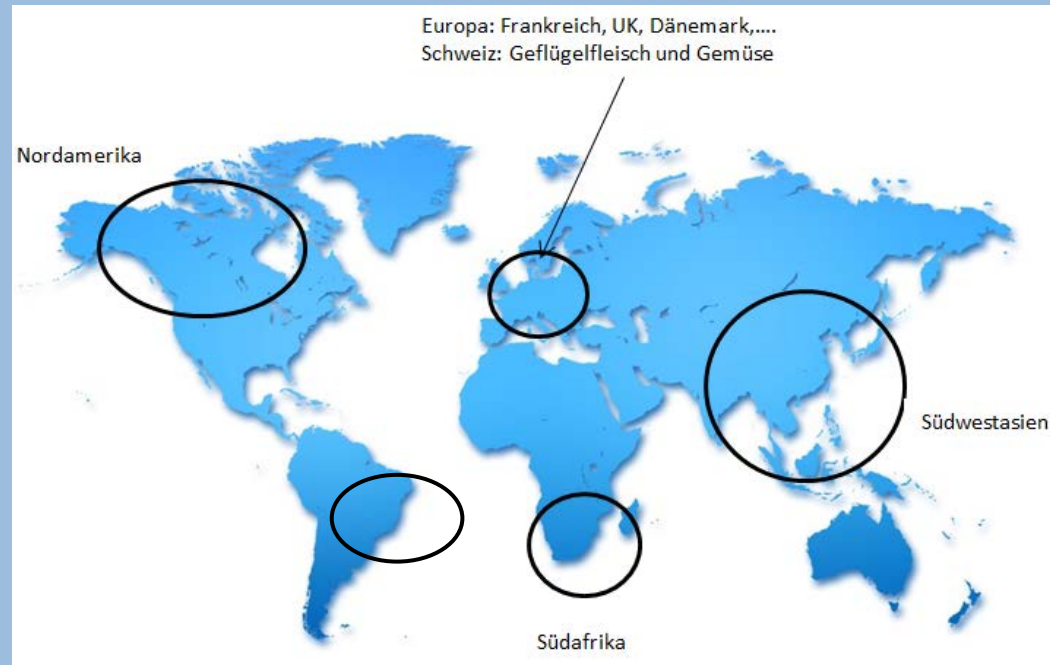 Europa: Frankreich, UK, Dänemark,....
Schweiz: Geflügelfleisch und Gemüse
Nordamerika
Südwestasien
Südafrika